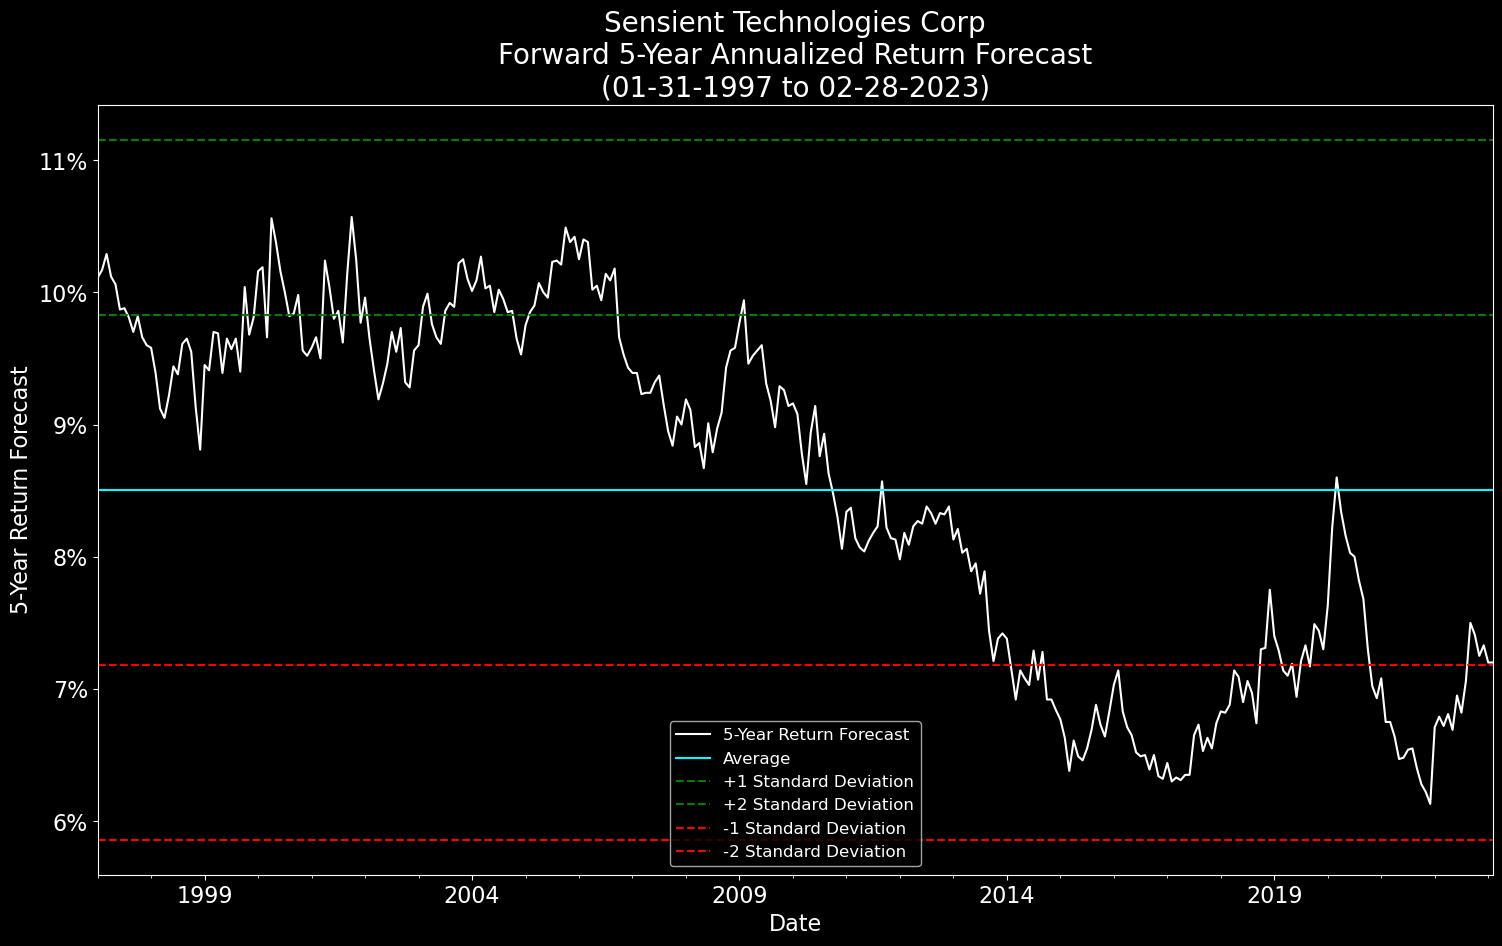 Sensient Technologies Corp
Forward 5-Year Annualized Return Forecast
(01-31-1997 to 02-28-2023)
5-Year Return Forecast
11%
10%
9%
8%
7%
6%
5-Year Return Forecast
Average
+1 Standard Deviation
+2 Standard Deviation
-1 Standard Deviation
-2 Standard Deviation
1999 2004 2009 2014 2019
Date